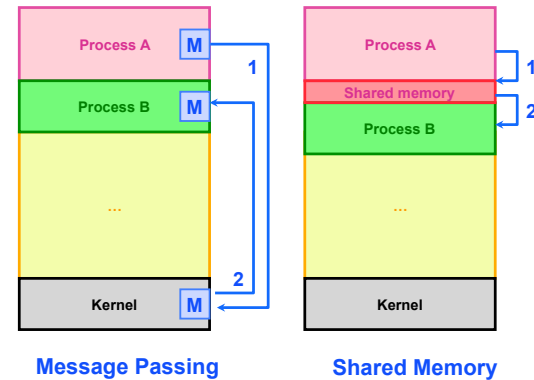 Process A M
1
Process B M
...
2
Kernel M
Message Passing
Process A
1
Shared memory
2
Process B
...
Kernel
Shared Memory